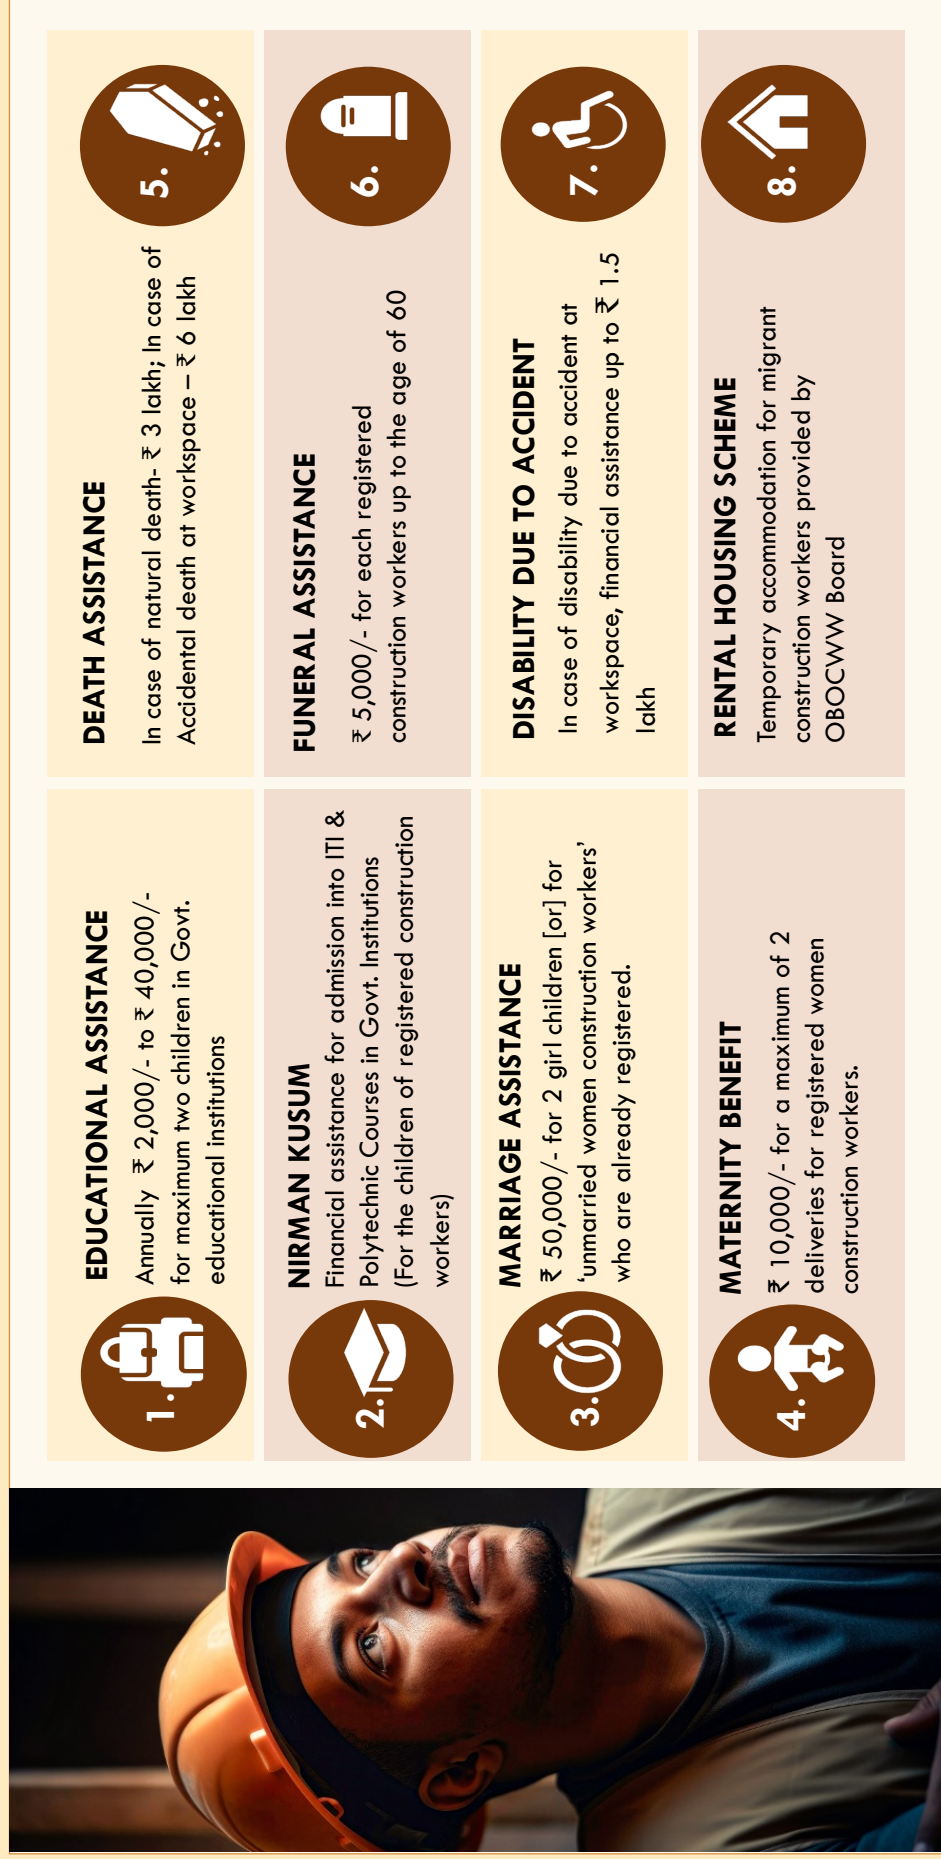 1.
EDUCATIONAL ASSISTANCE
Annually ₹ 2,000/- to ₹ 40,000/-
for maximum two children in Govt.
educational institutions
2.
NIRMAN KUSUM
Financial assistance for admission into ITI &
Polytechnic Courses in Govt. Institutions
(For the children of registered construction
workers)
3.
MARRIAGE ASSISTANCE
₹ 50,000/- for 2 girl children [or] for
‘unmarried women construction workers’
who are already registered.
4.
MATERNITY BENEFIT
₹ 10,000/- for a maximum of 2
deliveries for registered women
construction workers.
5.
DEATH ASSISTANCE
In case of natural death- ₹ 3 lakh; In case of
Accidental death at workspace – ₹ 6 lakh
6.
FUNERAL ASSISTANCE
₹ 5,000/- for each registered
construction workers up to the age of 60
7.
DISABILITY DUE TO ACCIDENT
In case of disability due to accident at
workspace, financial assistance up to ₹ 1.5
lakh
8.
RENTAL HOUSING SCHEME
Temporary accommodation for migrant
construction workers provided by
OBOCWW Board